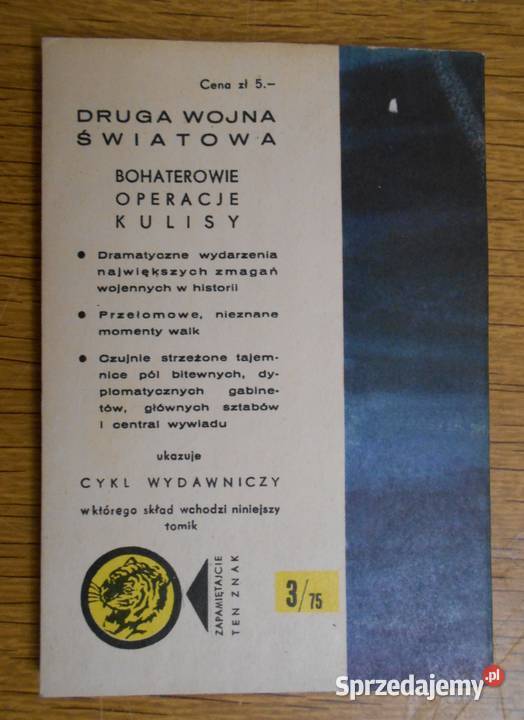 Cena zł 5.–
DRUGA WOJNA
ŚWIATOWA
BOHATEROWIE
OPERACJE
KULISY
● Dramatyczne wydarzenia
największych zmagań
wojennych w historii
● Przełomowe, nieznane
momenty walk
● Czujnie strzeżone tajem-
nice pól bitewnych, dy-
plomatycznych gabine-
tów, głównych sztabów
i central wywiadu
ukazuje
CYKL WYDAWNICZY
w którego skład wchodzi niniejszy
tomik
ZAPAMIĘTAJCIE
TEN ZNAK
3/75
Sprzedajemy.pl